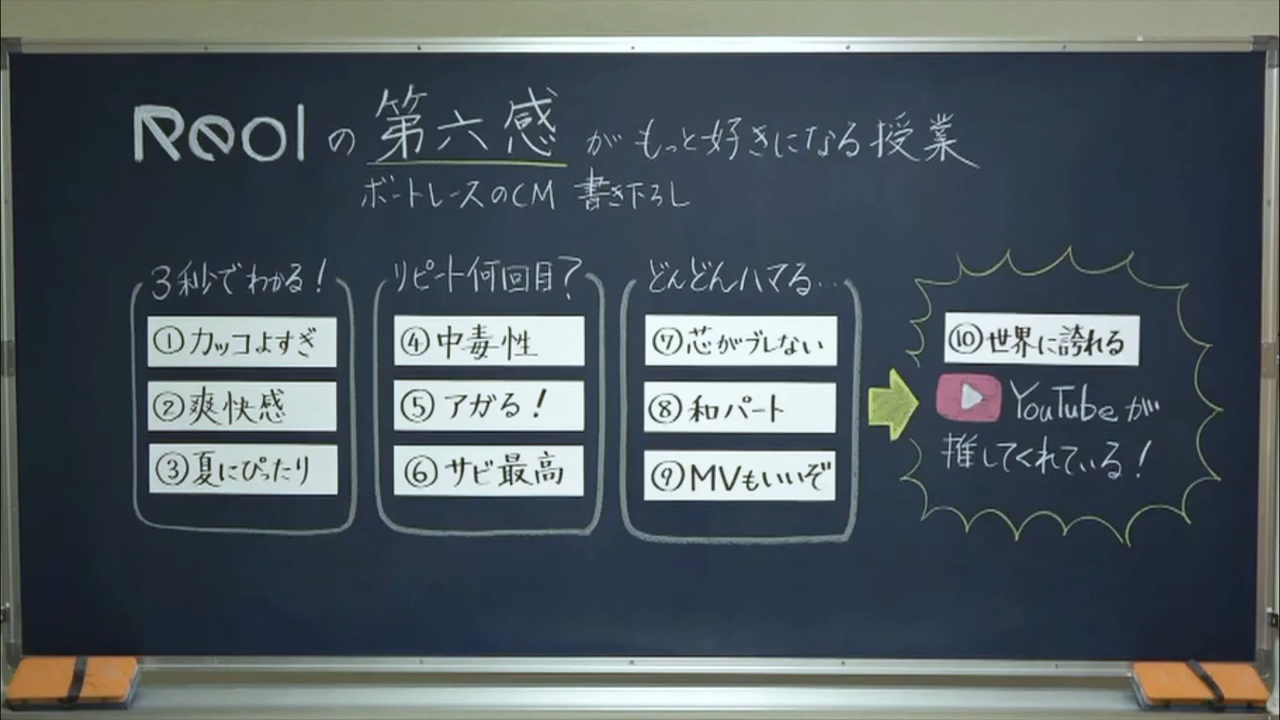 Reolの第六感がもっと好きになる授業
ボートレースのCM 書き下ろし
3秒でわかる!
①カッコよすぎ
②爽快感
③夏にぴったり
リピート何回目?
④中毒性
⑤アガる!
⑥サビ最高
どんどんハマる...
⑦芯がブレない
⑧和パート
⑨MVもいいぞ
⑩世界に誇れる
YouTubeが
推してくれている!